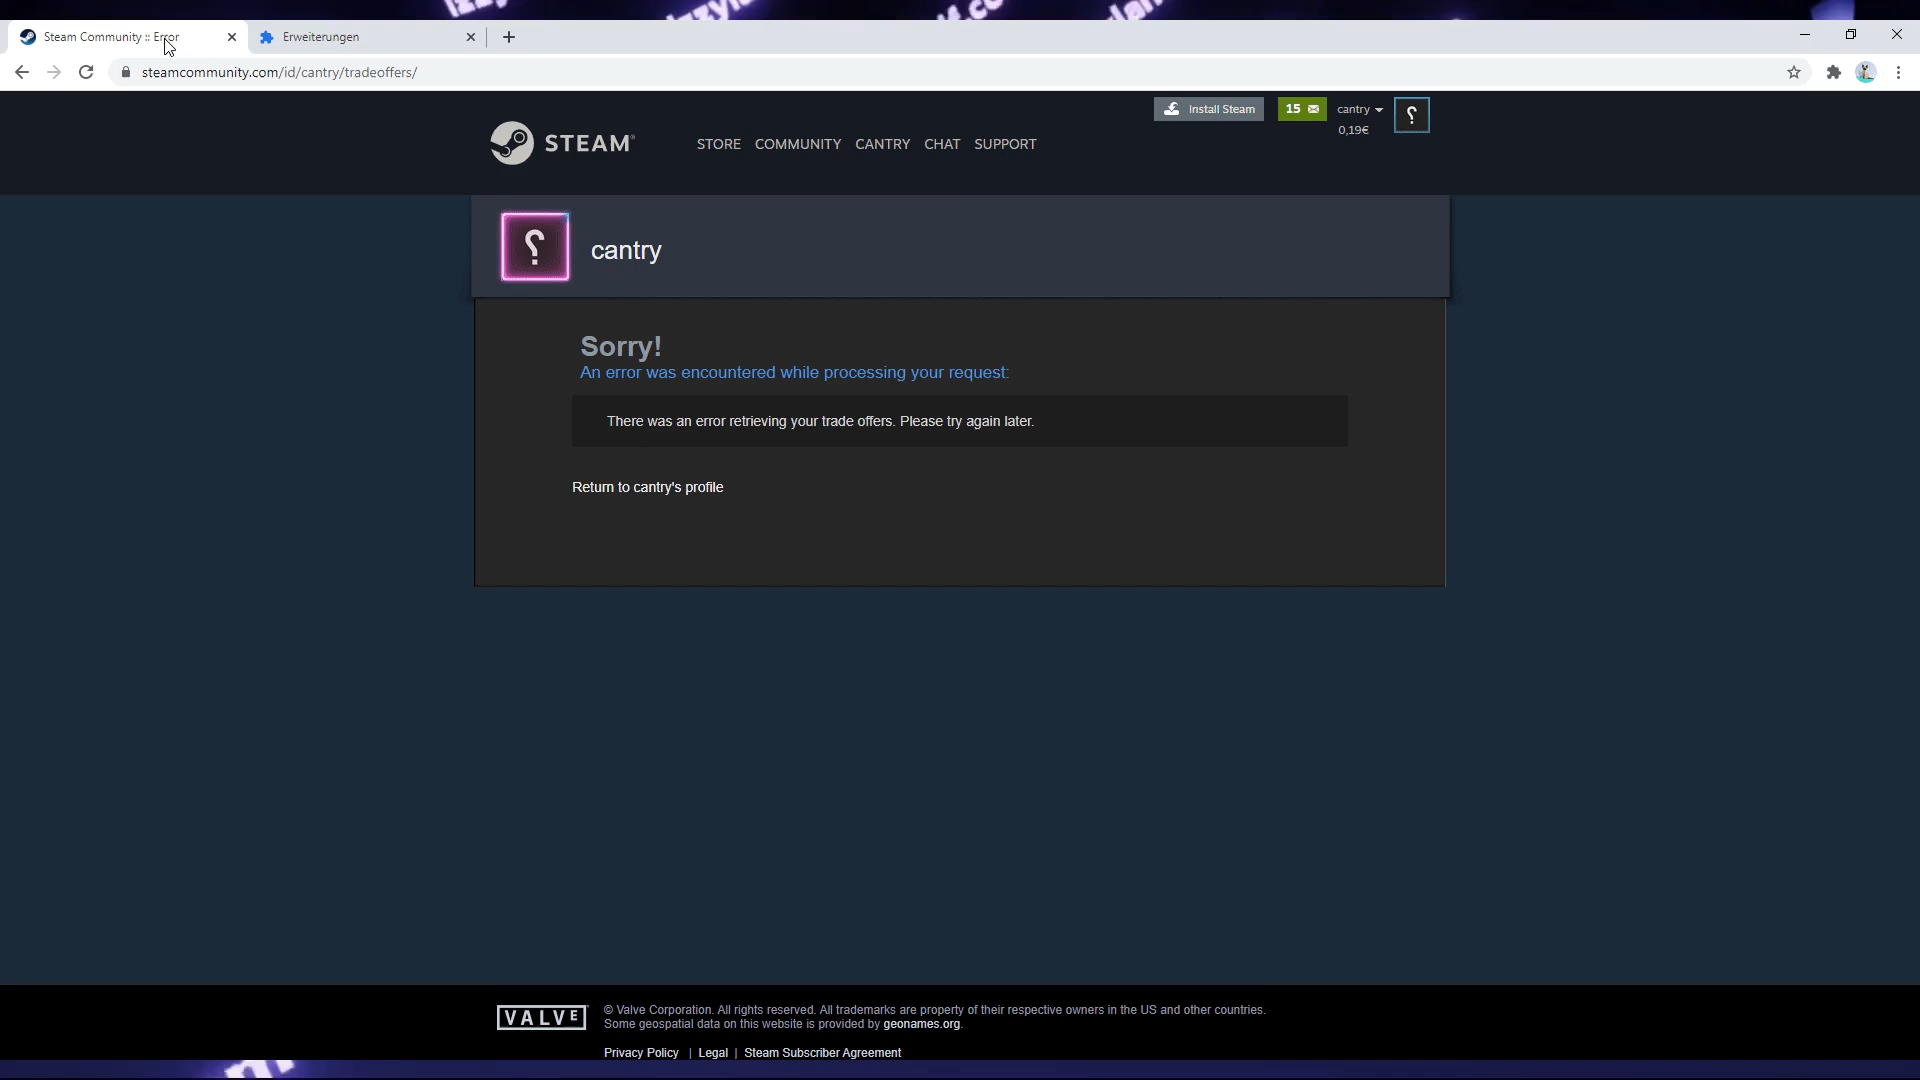 Steam Community :: Error
Erweiterungen
steamcommunity.com/id/cantry/tradeoffers/
Install Steam
15
cantry
0,19€
STEAM®
STORE COMMUNITY CANTRY CHAT SUPPORT
cantry
Sorry!
An error was encountered while processing your request:
There was an error retrieving your trade offers. Please try again later.
Return to cantry's profile
VALVE
© Valve Corporation. All rights reserved. All trademarks are property of their respective owners in the US and other countries.
Some geospatial data on this website is provided by geonames.org.
Privacy Policy | Legal | Steam Subscriber Agreement